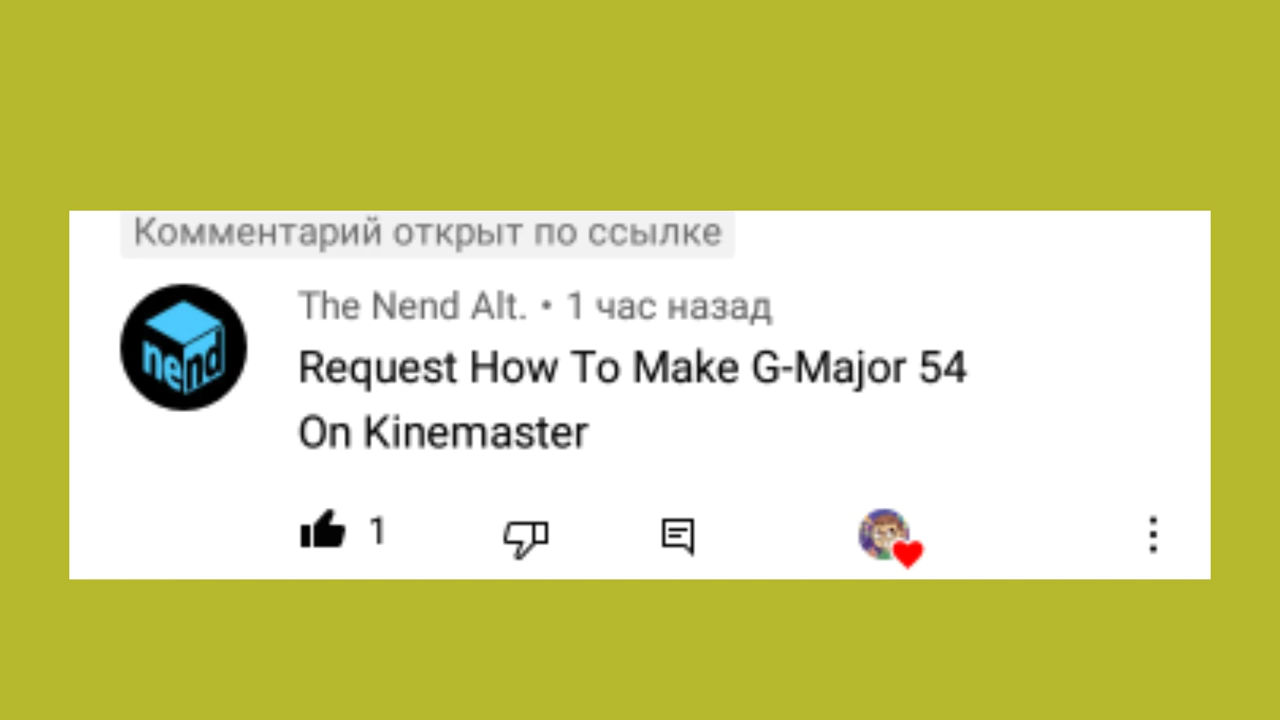 Комментарий открыт по ссылке
The Nend Alt. • 1 час назад
Request How To Make G-Major 54
On Kinemaster
nend
1